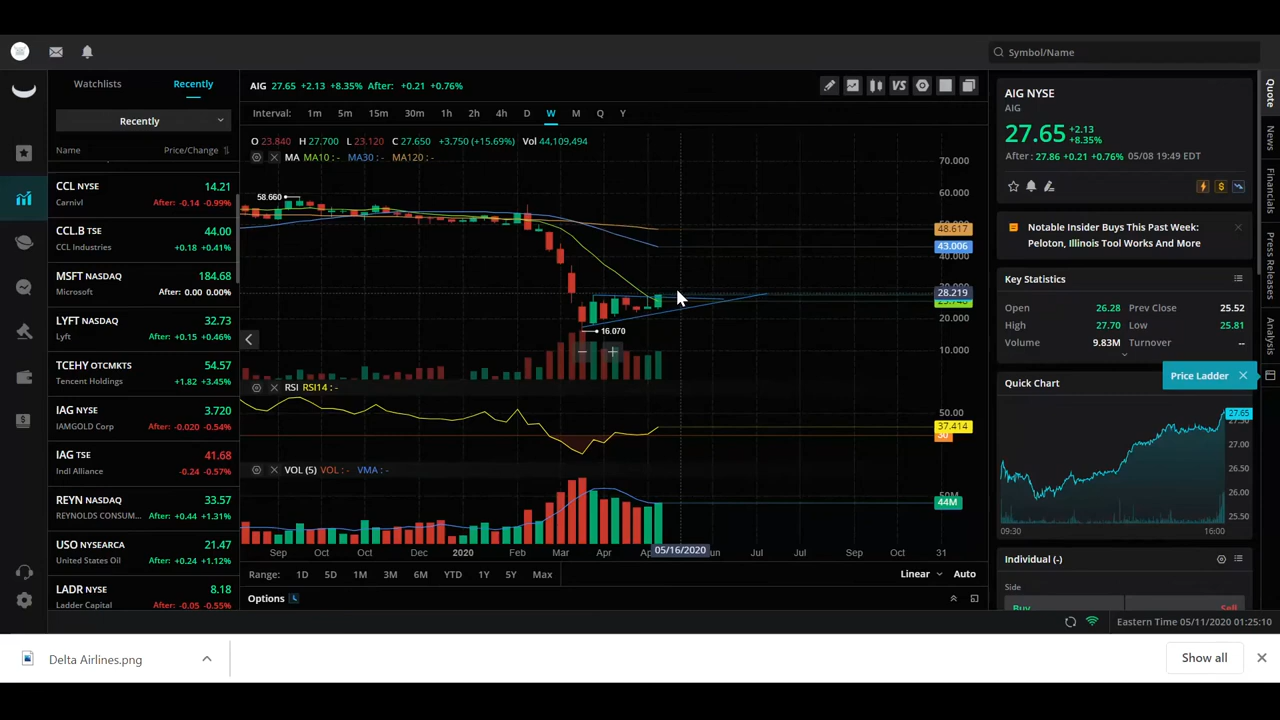 Symbol/Name
Watchlists Recently
Recently
Name Price/Change
CCL NYSE 14.21
Carnivl After: -0.14 -0.99%
CCL.B TSE 44.00
CCL Industries +0.18 +0.41%
MSFT NASDAQ 184.68
Microsoft After: 0.00 0.00%
LYFT NASDAQ 32.73
Lyft After: +0.15 +0.46%
TCEHY OTCMKTS 54.57
Tencent Holdings +1.82 +3.45%
IAG NYSE 3.720
IAMGOLD Corp After: -0.020 -0.54%
IAG TSE 41.68
Indl Alliance -0.24 -0.57%
REYN NASDAQ 33.57
REYNOLDS CONSUM... After: +0.44 +1.31%
USO NYSEARCA 21.47
United States Oil After: +0.24 +1.12%
LADR NYSE 8.18
Ladder Capital After: -0.05 -0.55%
AIG 27.65 +2.13 +8.35% After: +0.21 +0.76%
VS
Interval: 1m 5m 15m 30m 1h 2h 4h D W M Q Y
O 23.840 H 27.700 L 23.120 C 27.650 +3.750 (+15.69%) Vol 44,109,494
MA MA10 : - MA30 : - MA120 : -
70.000
60.000
58.660
48.617
43.006
40.000
28.219
20.000
16.070
10.000
RSI RSI14 : -
50.00
37.414
30
VOL (5) VOL : - VMA : -
44M
Sep Oct Oct Dec 2020 Feb Mar Apr 05/16/2020 Jul Jul Sep Oct 31
Range: 1D 5D 1M 3M 6M YTD 1Y 5Y Max Linear Auto
Options
AIG NYSE
AIG
27.65 +2.13
+8.35%
After : 27.86 +0.21 +0.76% 05/08 19:49 EDT
Notable Insider Buys This Past Week:
Peloton, Illinois Tool Works And More
Key Statistics
Open 26.28 Prev Close 25.52
High 27.70 Low 25.81
Volume 9.83M Turnover --
Price Ladder
Quick Chart
27.65
27.00
26.50
26.00
25.50
09:30 16:00
Individual (-)
Side
Buy Sell
Quote
News
Financials
Press Releases
Analysis
Eastern Time 05/11/2020 01:25:10
Delta Airlines.png Show all